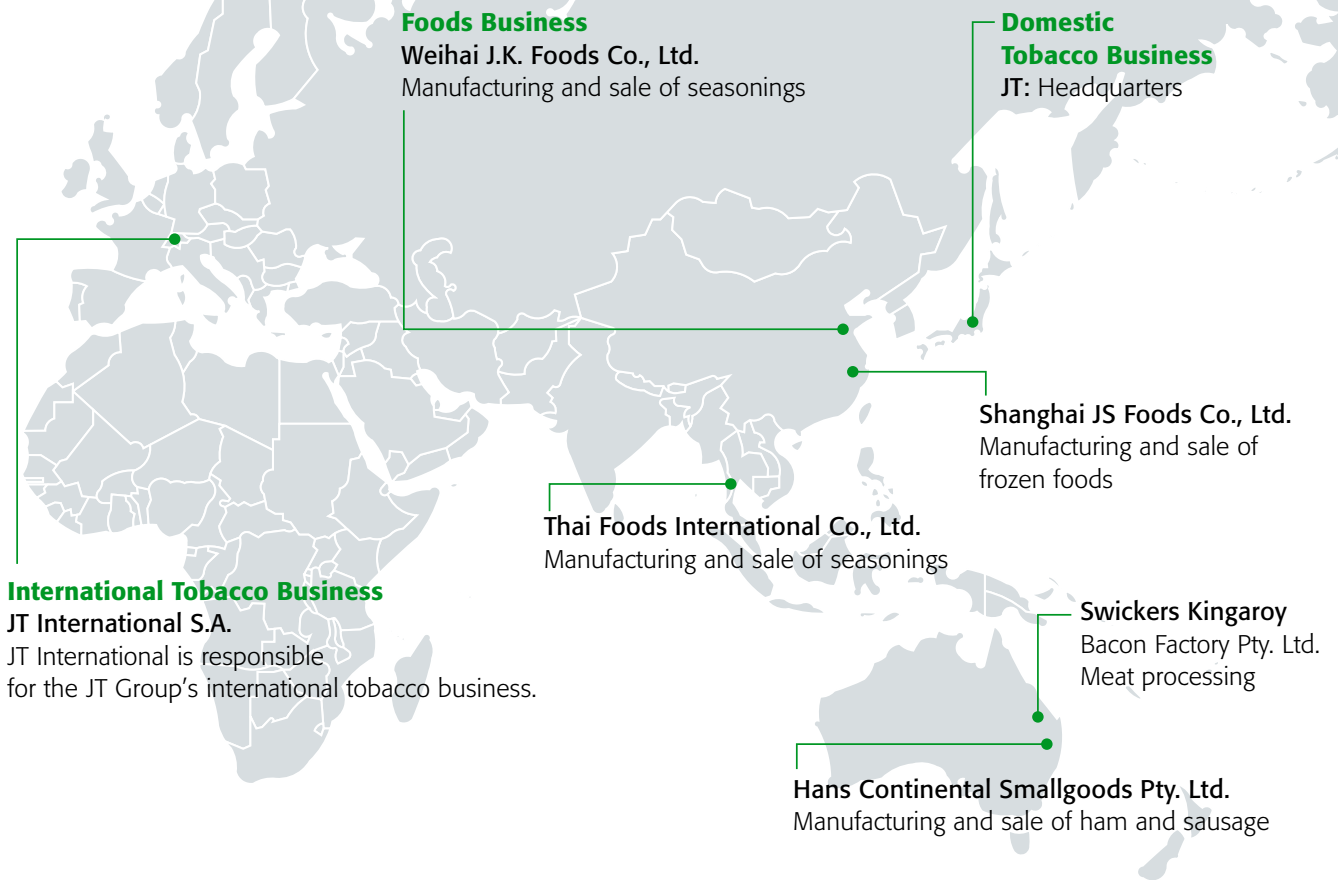 Foods Business
Weihai J.K. Foods Co., Ltd.
Manufacturing and sale of seasonings
Domestic
Tobacco Business
JT: Headquarters
Shanghai JS Foods Co., Ltd.
Manufacturing and sale of
frozen foods
Thai Foods International Co., Ltd.
Manufacturing and sale of seasonings
International Tobacco Business
JT International S.A.
JT International is responsible
for the JT Group’s international tobacco business.
Swickers Kingaroy
Bacon Factory Pty. Ltd.
Meat processing
Hans Continental Smallgoods Pty. Ltd.
Manufacturing and sale of ham and sausage